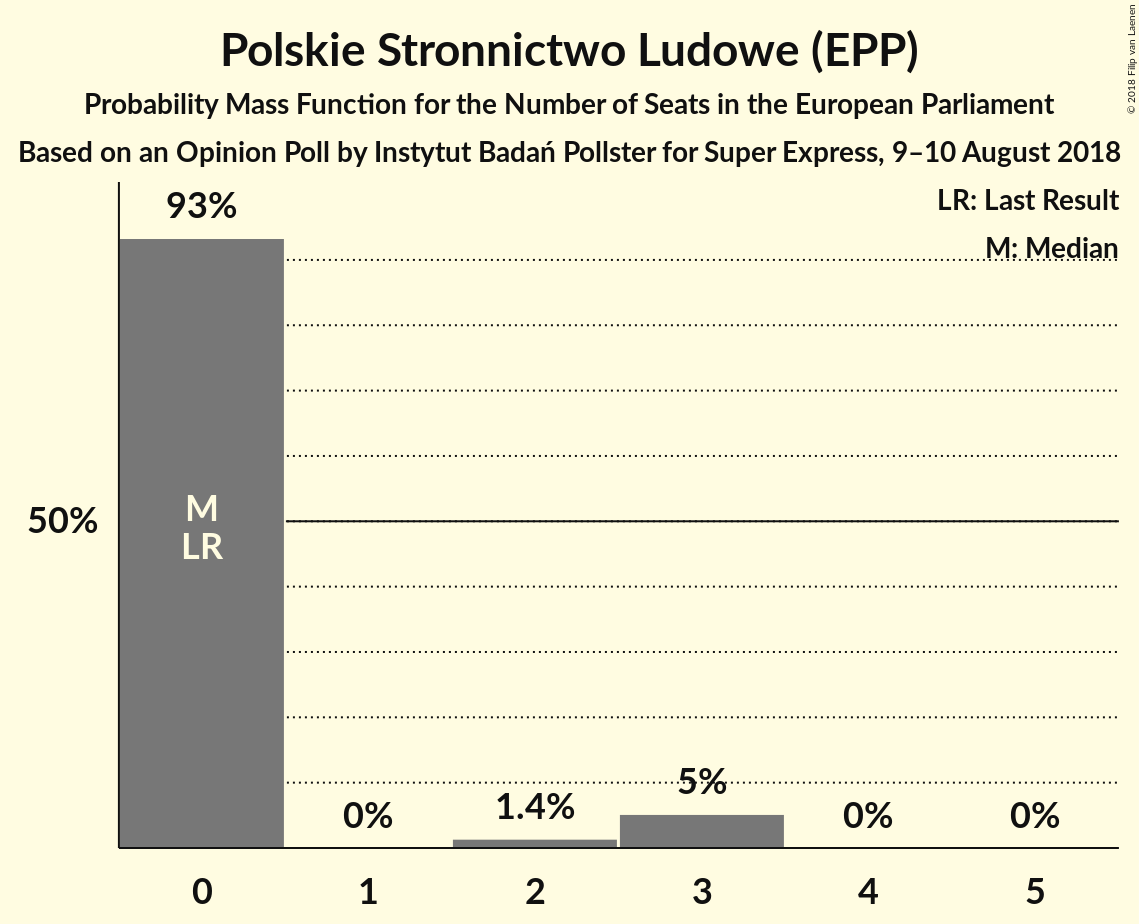 Polskie Stronnictwo Ludowe (EPP)
Probability Mass Function for the Number of Seats in the European Parliament
Based on an Opinion Poll by Instytut Badań Pollster for Super Express, 9–10 August 2018
© 2018 Filip van Laenen
LR: Last Result
M: Median
93%
50%
M
LR
0%
1.4%
5%
0%
0%
0
1
2
3
4
5